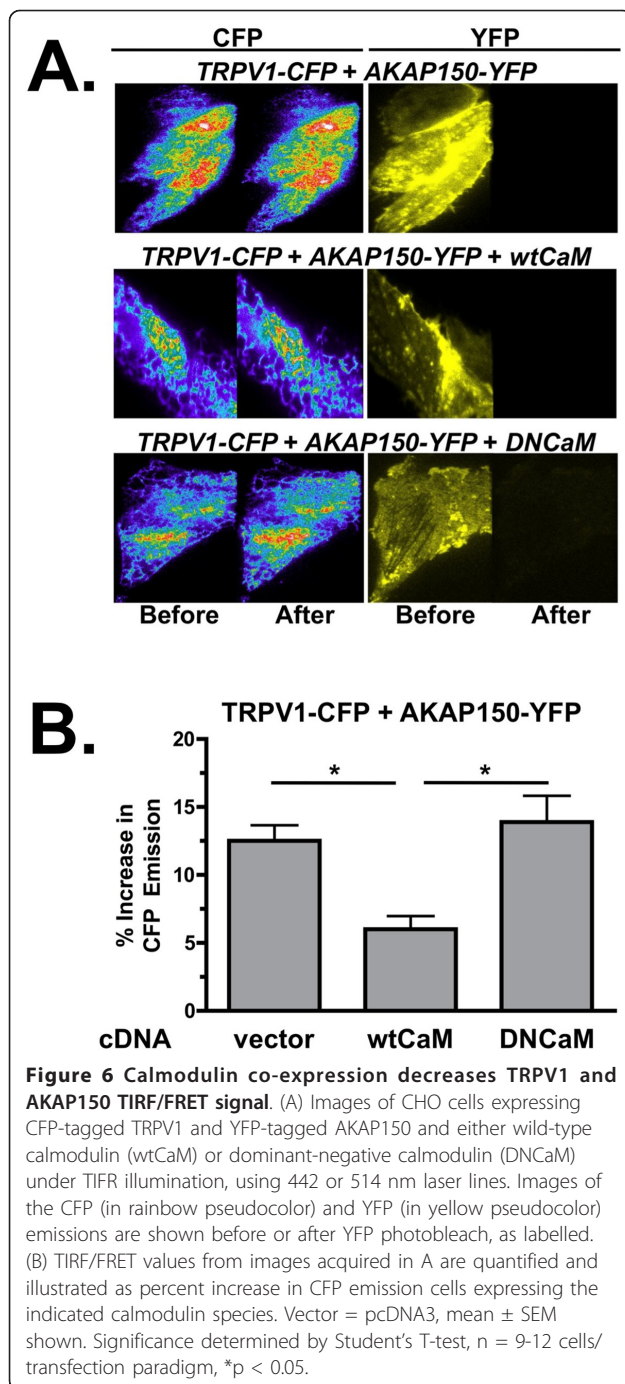 CFP YFP
A.
TRPV1-CFP + AKAP150-YFP
TRPV1-CFP + AKAP150-YFP + wtCaM
TRPV1-CFP + AKAP150-YFP + DNCaM
Before After Before After
B.
TRPV1-CFP + AKAP150-YFP
% Increase in
CFP Emission
20
15
10
5
0
* *
cDNA vector wtCaM DNCaM
Figure 6 Calmodulin co-expression decreases TRPV1 and
AKAP150 TIRF/FRET signal. (A) Images of CHO cells expressing
CFP-tagged TRPV1 and YFP-tagged AKAP150 and either wild-type
calmodulin (wtCaM) or dominant-negative calmodulin (DNCaM)
under TIFR illumination, using 442 or 514 nm laser lines. Images of
the CFP (in rainbow pseudocolor) and YFP (in yellow pseudocolor)
emissions are shown before or after YFP photobleach, as labelled.
(B) TIRF/FRET values from images acquired in A are quantified and
illustrated as percent increase in CFP emission cells expressing the
indicated calmodulin species. Vector = pcDNA3, mean ± SEM
shown. Significance determined by Student's T-test, n = 9-12 cells/
transfection paradigm, *p < 0.05.